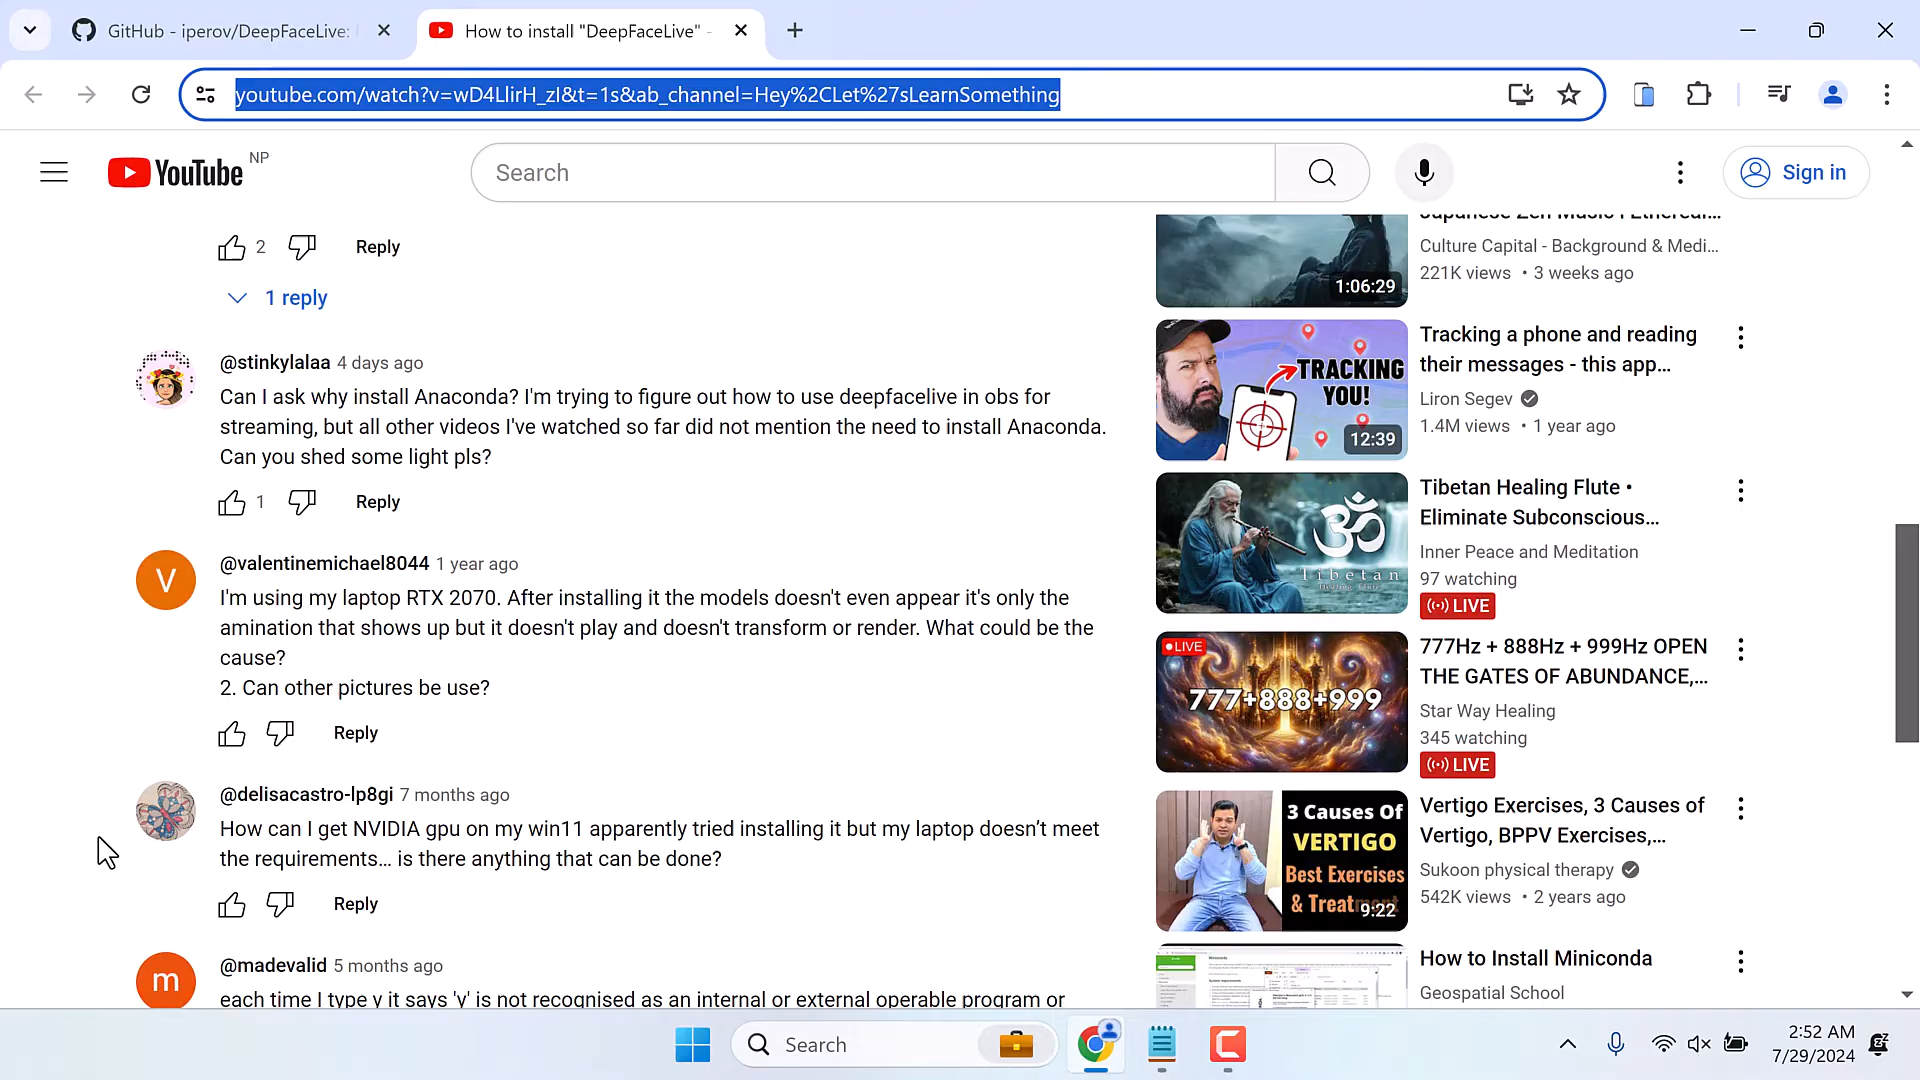 GitHub - iperov/DeepFaceLive:
How to install "DeepFaceLive" -
youtube.com/watch?v=wD4LlirH_zI&t=1s&ab_channel=Hey%2CLet%27sLearnSomething
YouTube NP
Search
Sign in
2
Reply
1 reply
@stinkylalaa 4 days ago
Can I ask why install Anaconda? I'm trying to figure out how to use deepfacelive in obs for
streaming, but all other videos I've watched so far did not mention the need to install Anaconda.
Can you shed some light pls?
1
Reply
V
@valentinemichael8044 1 year ago
I'm using my laptop RTX 2070. After installing it the models doesn't even appear it's only the
amination that shows up but it doesn't play and doesn't transform or render. What could be the
cause?
2. Can other pictures be use?
Reply
@delisacastro-lp8gi 7 months ago
How can I get NVIDIA gpu on my win11 apparently tried installing it but my laptop doesn’t meet
the requirements… is there anything that can be done?
Reply
m
@madevalid 5 months ago
each time I type y it says 'y' is not recognised as an internal or external operable program or
Japanese Zen Music | Ethereal...
Culture Capital - Background & Medi...
221K views • 3 weeks ago
1:06:29
TRACKING
YOU!
12:39
Tracking a phone and reading
their messages - this app...
Liron Segev
1.4M views • 1 year ago
Tibetan
Healing Flute
Tibetan Healing Flute •
Eliminate Subconscious...
Inner Peace and Meditation
97 watching
LIVE
LIVE
777+888+999
777Hz + 888Hz + 999Hz OPEN
THE GATES OF ABUNDANCE,...
Star Way Healing
345 watching
LIVE
3 Causes Of
VERTIGO
Best Exercises
& Treatm
9:22
Vertigo Exercises, 3 Causes of
Vertigo, BPPV Exercises,...
Sukoon physical therapy
542K views • 2 years ago
How to Install Miniconda
Geospatial School
Search
2:52 AM
7/29/2024